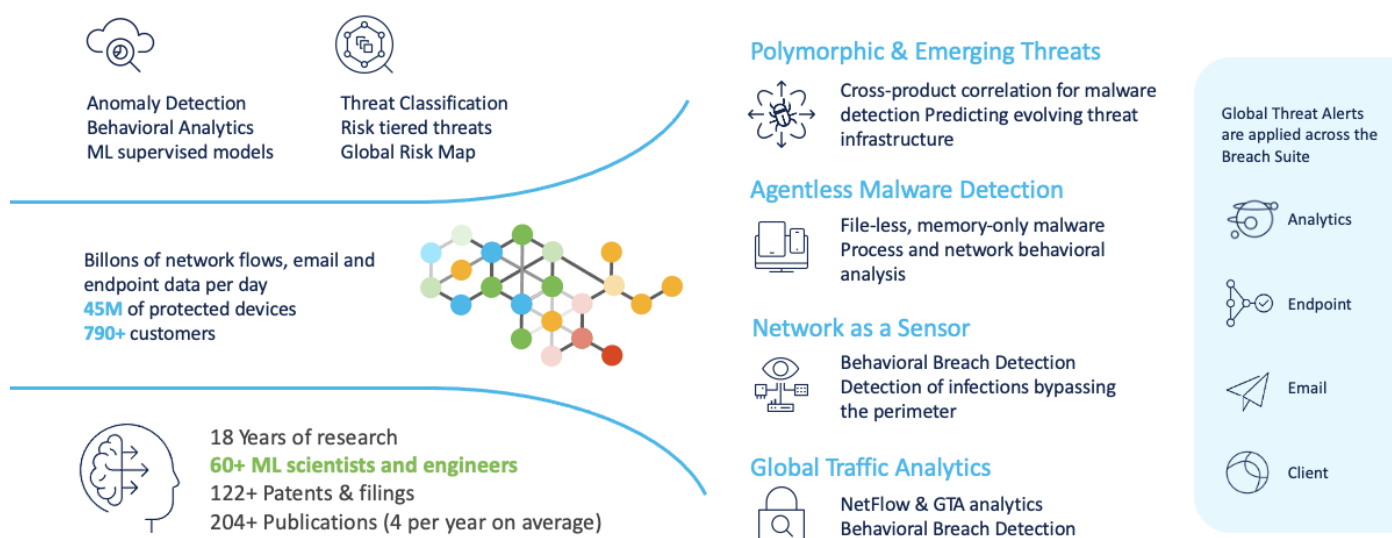 Anomaly Detection
Behavioral Analytics
ML supervised models
Threat Classification
Risk tiered threats
Global Risk Map
Billons of network flows, email and
endpoint data per day
45M of protected devices
790+ customers
18 Years of research
60+ ML scientists and engineers
122+ Patents & filings
204+ Publications (4 per year on average)
Polymorphic & Emerging Threats
Cross-product correlation for malware
detection Predicting evolving threat
infrastructure
Agentless Malware Detection
File-less, memory-only malware
Process and network behavioral
analysis
Network as a Sensor
Behavioral Breach Detection
Detection of infections bypassing
the perimeter
Global Traffic Analytics
NetFlow & GTA analytics
Behavioral Breach Detection
Global Threat Alerts
are applied across the
Breach Suite
Analytics
Endpoint
Email
Client